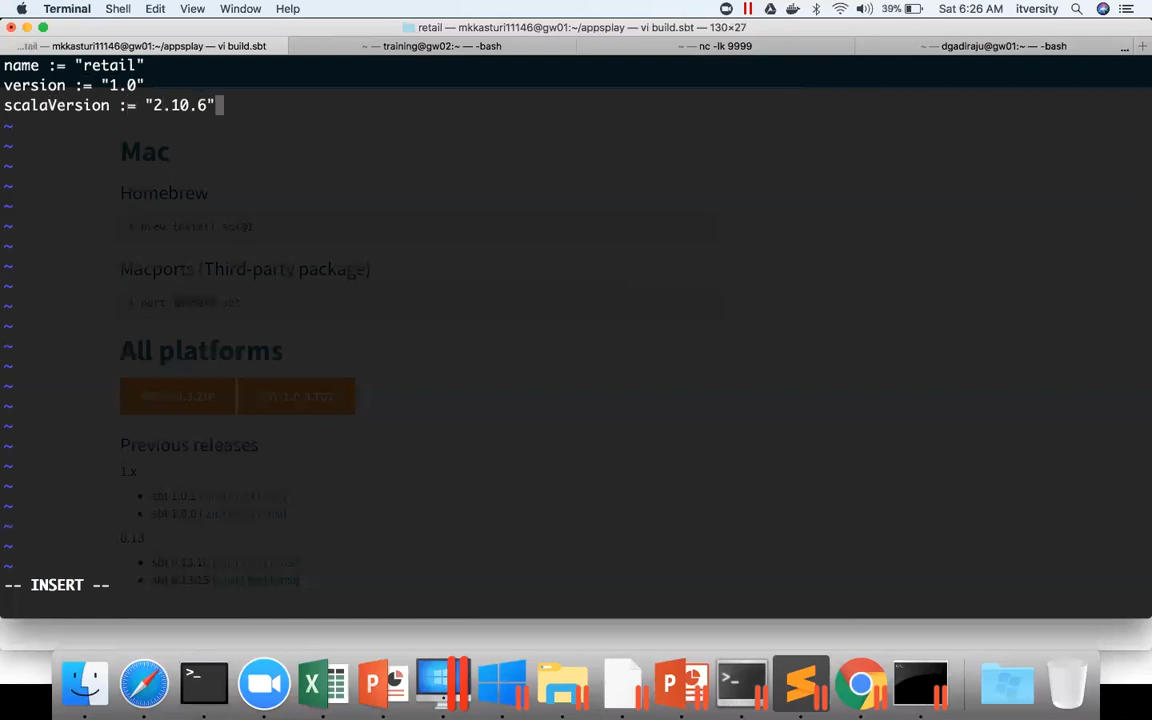 Terminal Shell Edit View Window Help 39% Sat 6:26 AM itversity
retail — mkkasturi11146@gw01:~/appsplay — vi build.sbt — 130×27
...tail — mkkasturi11146@gw01:~/appsplay — vi build.sbt
~ — training@gw02:~ — -bash
~ — nc -lk 9999
~ — dgadiraju@gw01:~ — -bash
... +
name := "retail"
version := "1.0"
scalaVersion := "2.10.6"
~
~
Mac
~
~
Homebrew
~
~
~
~
Macports (Third-party package)
~
~
~
~
All platforms
~
~
~
~
~
Previous releases
~
1.x
~
~
~
0.13
~
~
-- INSERT --